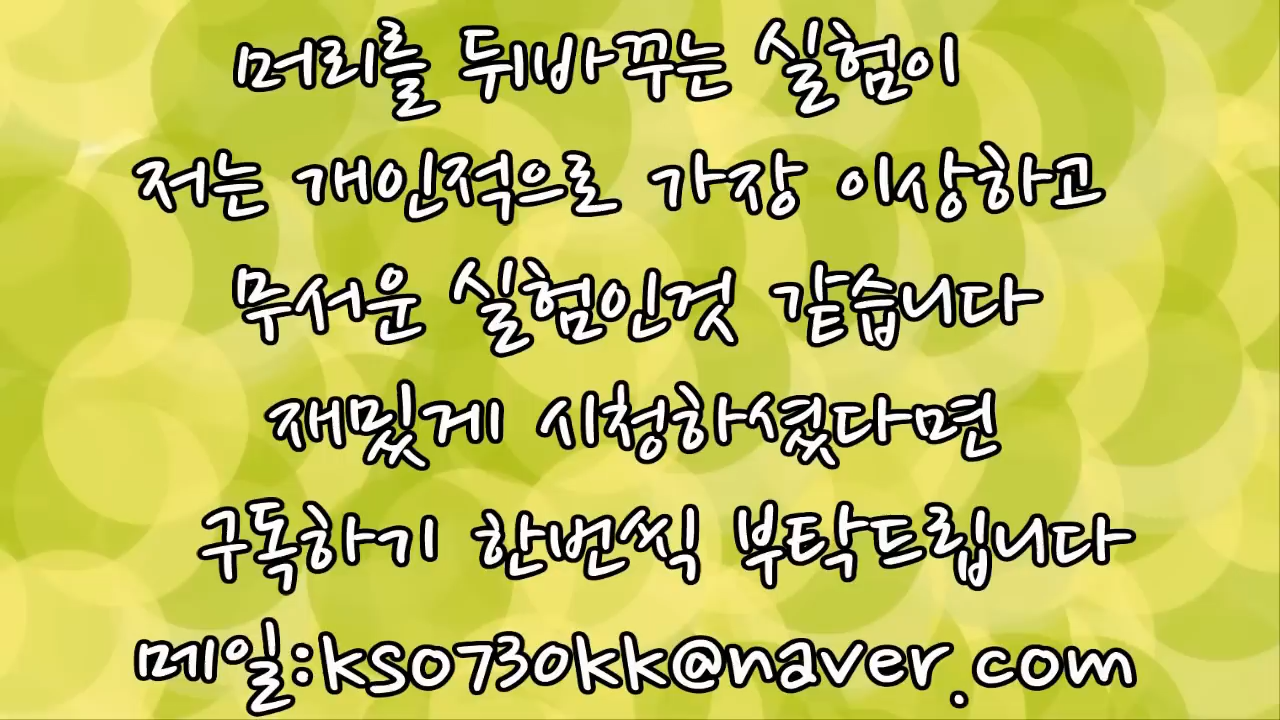 머리를 뒤바꾸는 실험이
저는 개인적으로 가장 이상하고
무서운 실험인것 같습니다
재밌게 시청하셨다면
구독하기 한번씩 부탁드립니다
메일:kso730kk@naver.com